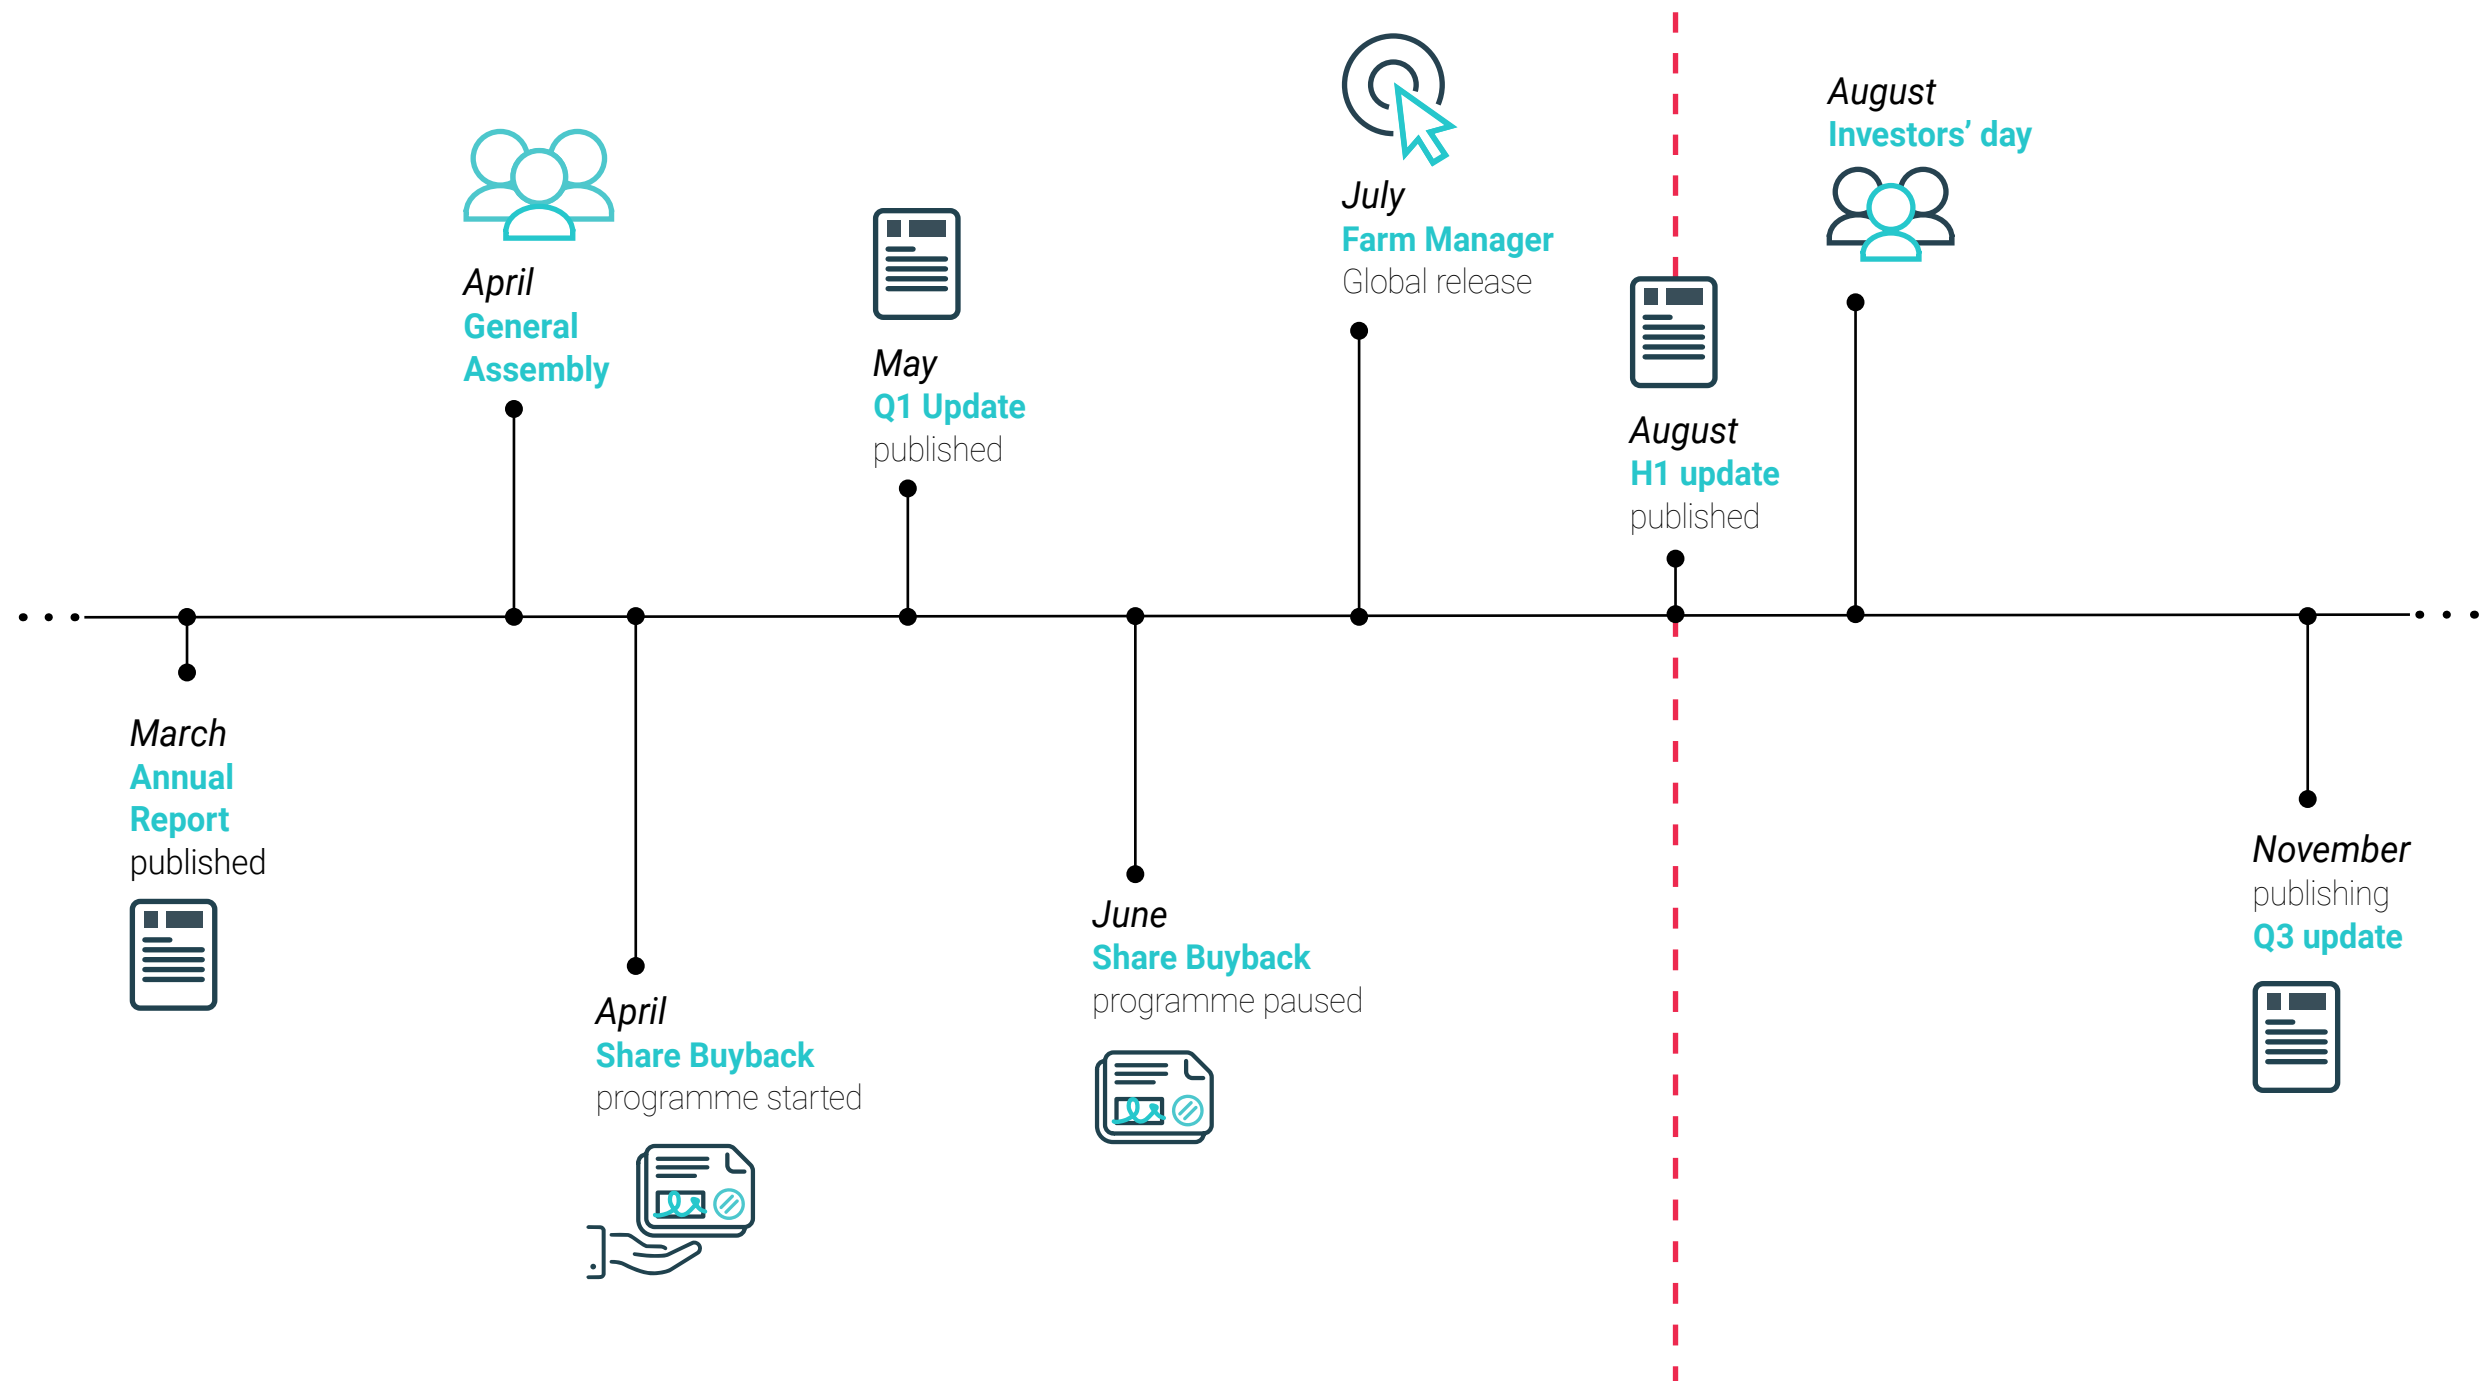 March
Annual
Report
published
April
General
Assembly
April
Share Buyback
programme started
May
Q1 Update
published
June
Share Buyback
programme paused
July
Farm Manager
Global release
August
H1 update
published
August
Investors’ day
November
publishing
Q3 update